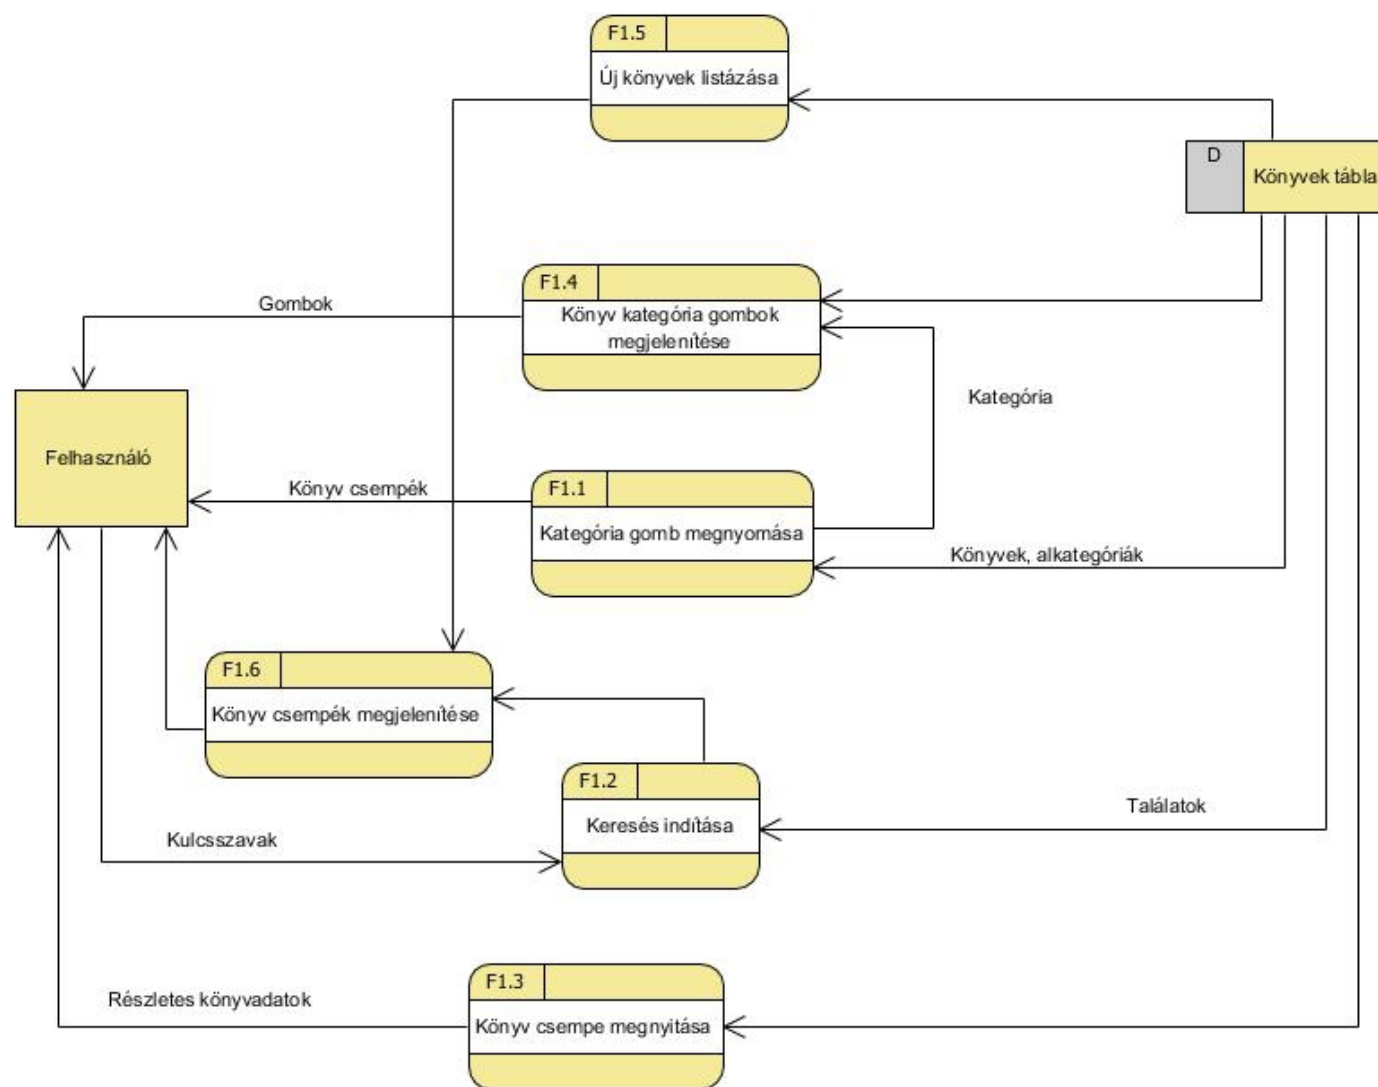 F1.5
Új könyvek listázása
D
Könyvek tábla
F1.4
Könyv kategória gombok
megjelenítése
Gombok
Kategória
Felhasználó
Könyv csempék
F1.1
Kategória gomb megnyomása
Könyvek, alkategóriák
F1.6
Könyv csempék megjelenítése
F1.2
Keresés indítása
Találatok
Kulcsszavak
F1.3
Könyv csempe megnyitása
Részletes könyvadatok